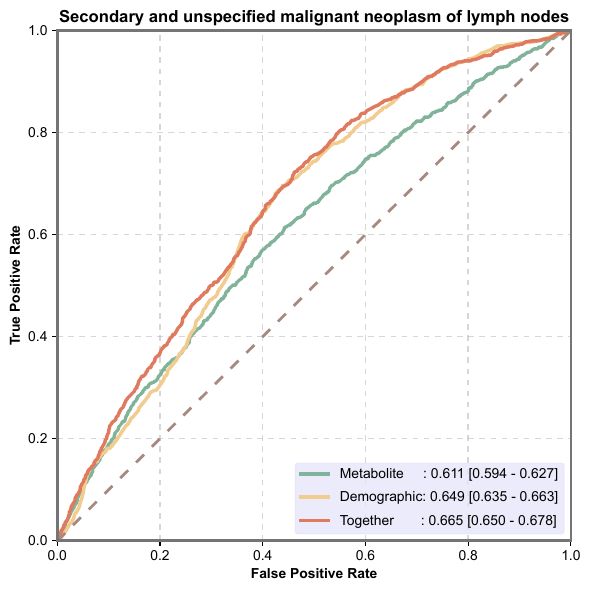 Secondary and unspecified malignant neoplasm of lymph nodes
True Positive Rate
1.0
0.8
0.6
0.4
0.2
0.0
Metabolite : 0.611 [0.594 - 0.627]
Demographic: 0.649 [0.635 - 0.663]
Together : 0.665 [0.650 - 0.678]
0.0 0.2 0.4 0.6 0.8 1.0
False Positive Rate